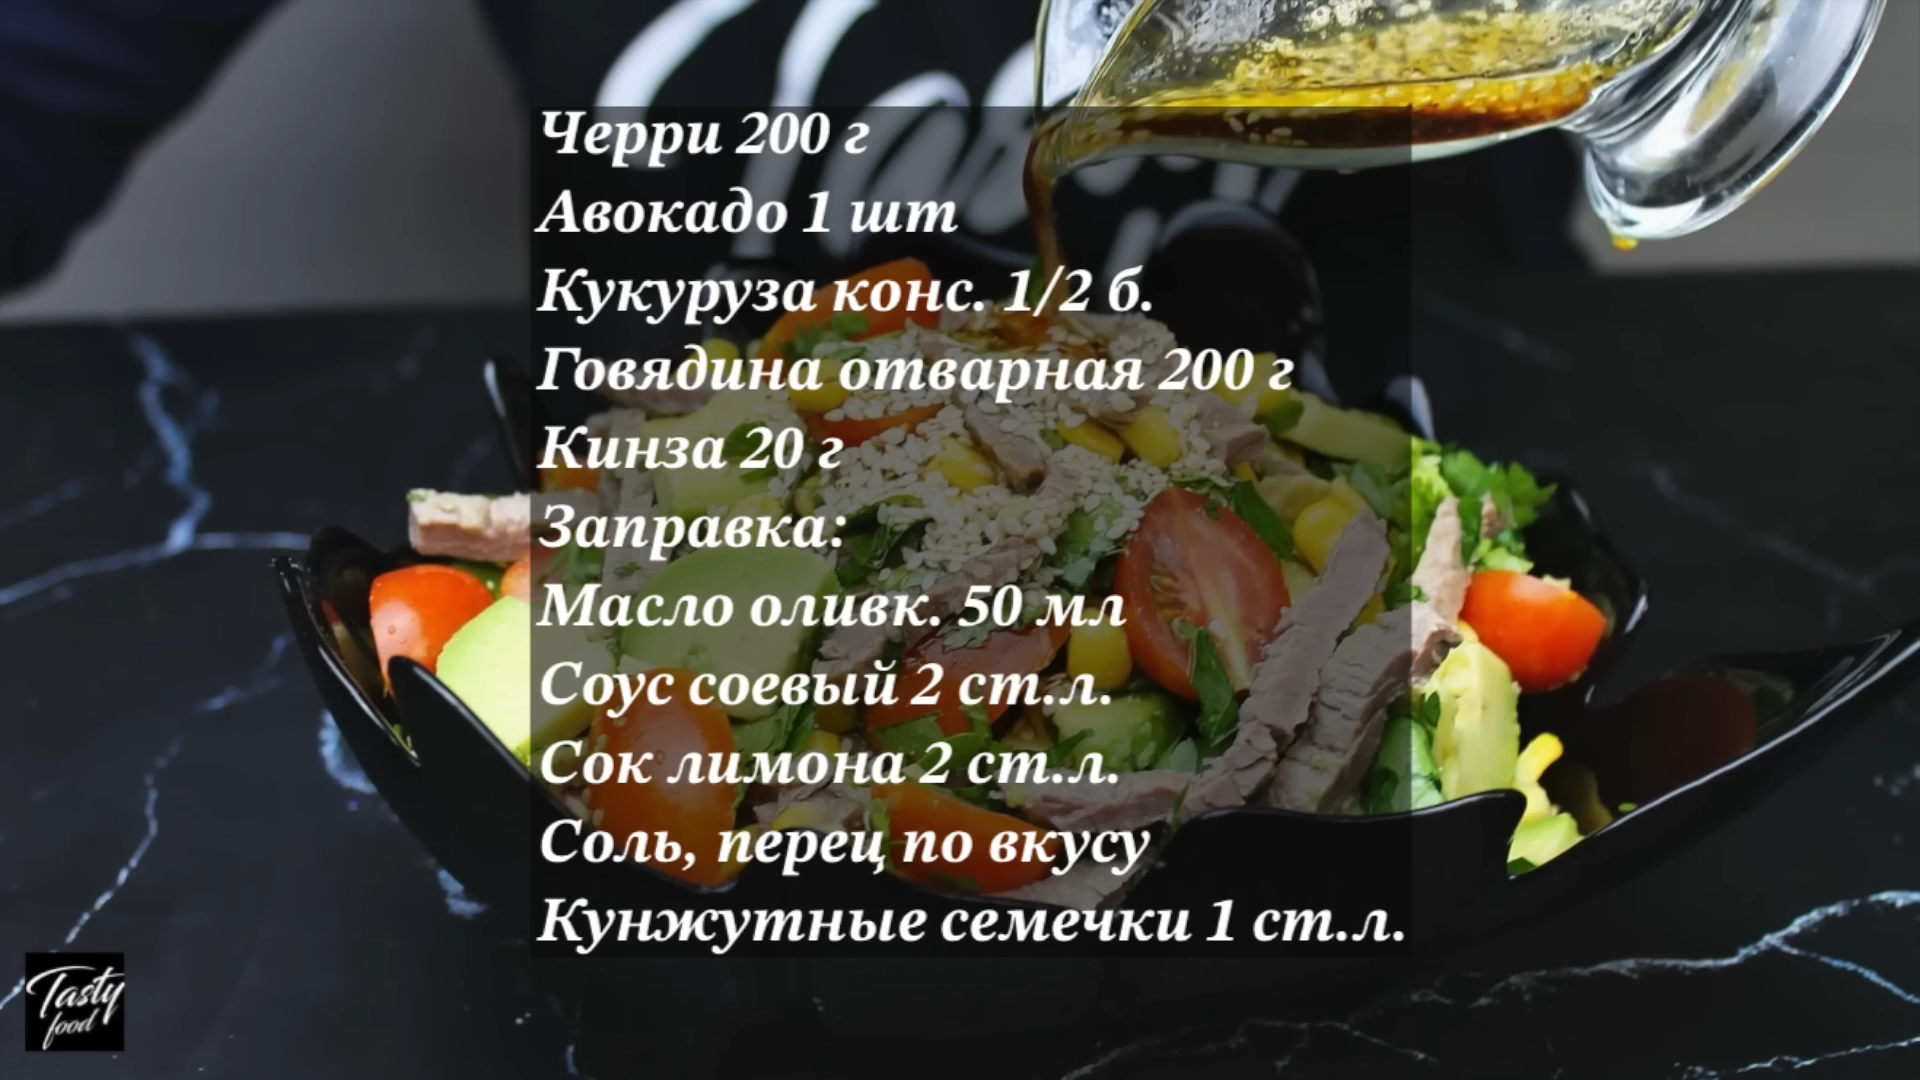 Черри 200 г
Авокадо 1 шт
Кукуруза конс. 1/2 б.
Говядина отварная 200 г
Кинза 20 г
Заправка:
Масло оливк. 50 мл
Соус соевый 2 ст.л.
Сок лимона 2 ст.л.
Соль, перец по вкусу
Кунжутные семечки 1 ст.л.
Tasty
food